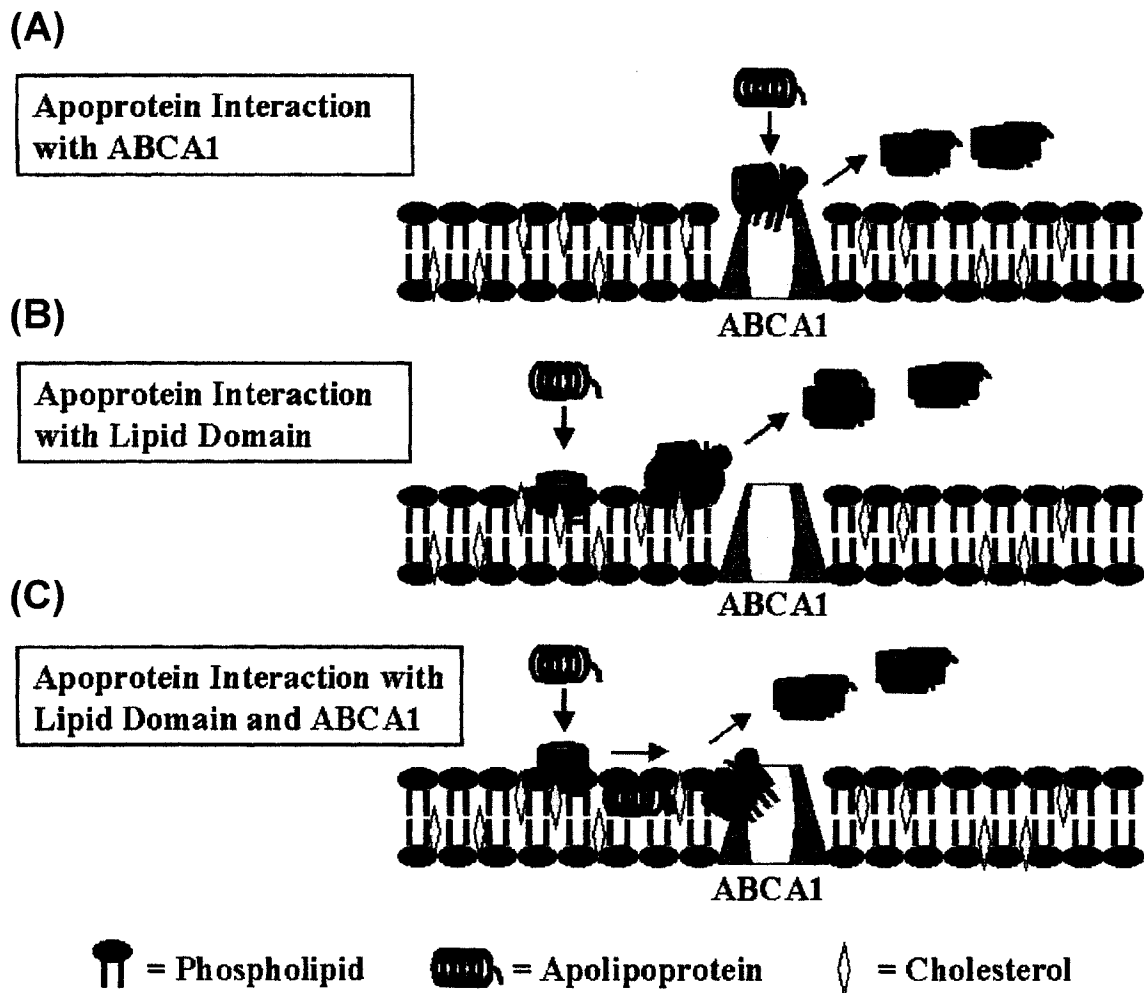 (A)
Apoprotein Interaction
with ABCA1
ABCA1
(B)
Apoprotein Interaction
with Lipid Domain
ABCA1
(C)
Apoprotein Interaction with
Lipid Domain and ABCA1
ABCA1
= Phospholipid = Apolipoprotein = Cholesterol